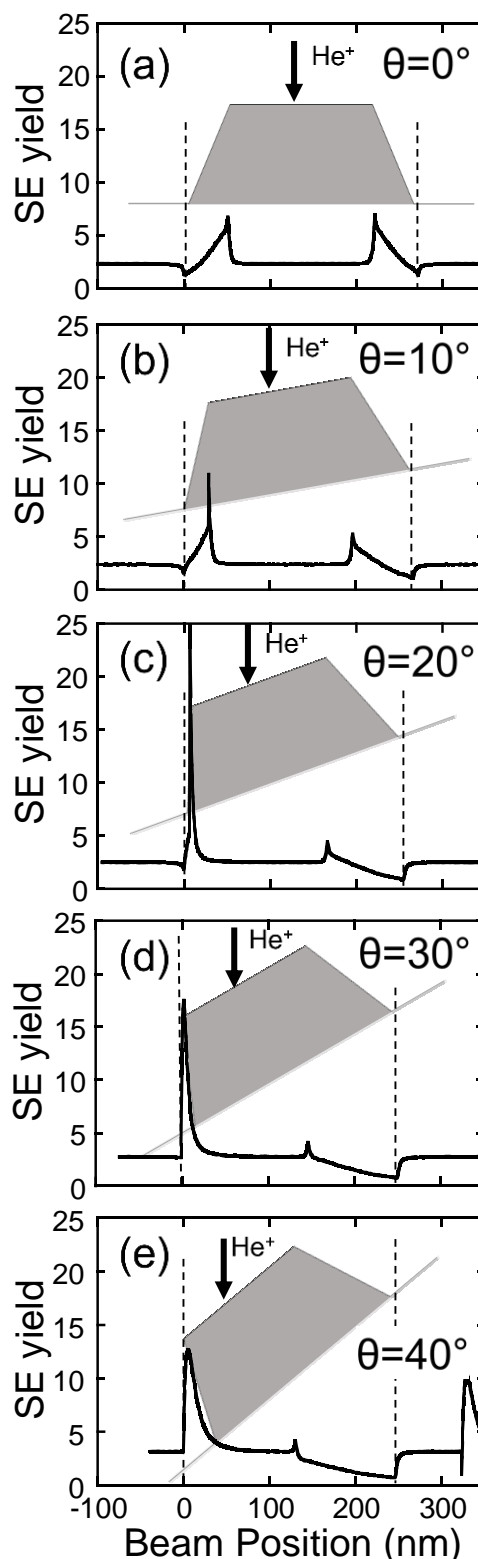 25
20
15
10
5
0
SE yield
(a)
He+
θ=0°
25
20
15
10
5
0
SE yield
(b)
He+
θ=10°
25
20
15
10
5
0
SE yield
(c)
He+
θ=20°
25
20
15
10
5
0
SE yield
(d)
He+
θ=30°
25
20
15
10
5
0
SE yield
(e)
He+
θ=40°
-100 0 100 200 300
Beam Position (nm)